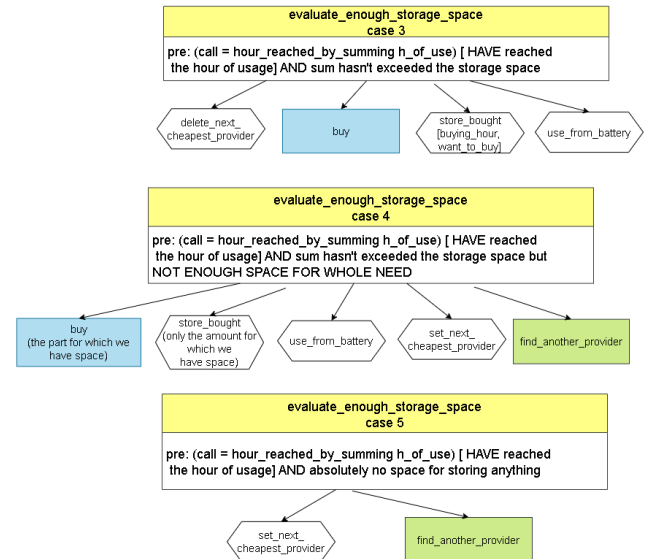 evaluate_enough_storage_space
case 3
pre: (call = hour_reached_by_summing h_of_use) [ HAVE reached
the hour of usage] AND sum hasn't exceeded the storage space
delete_next_
cheapest_provider
buy
store_bought
[buying_hour,
want_to_buy]
use_from_battery
evaluate_enough_storage_space
case 4
pre: (call = hour_reached_by_summing h_of_use) [ HAVE reached
the hour of usage] AND sum hasn't exceeded the storage space but
NOT ENOUGH SPACE FOR WHOLE NEED
buy
(the part for which we
have space)
store_bought
(only the amount for
which we
have space)
use_from_battery
set_next_
cheapest_provider
find_another_provider
evaluate_enough_storage_space
case 5
pre: (call = hour_reached_by_summing h_of_use) [ HAVE reached
the hour of usage] AND absolutely no space for storing anything
set_next_
cheapest_provider
find_another_provider